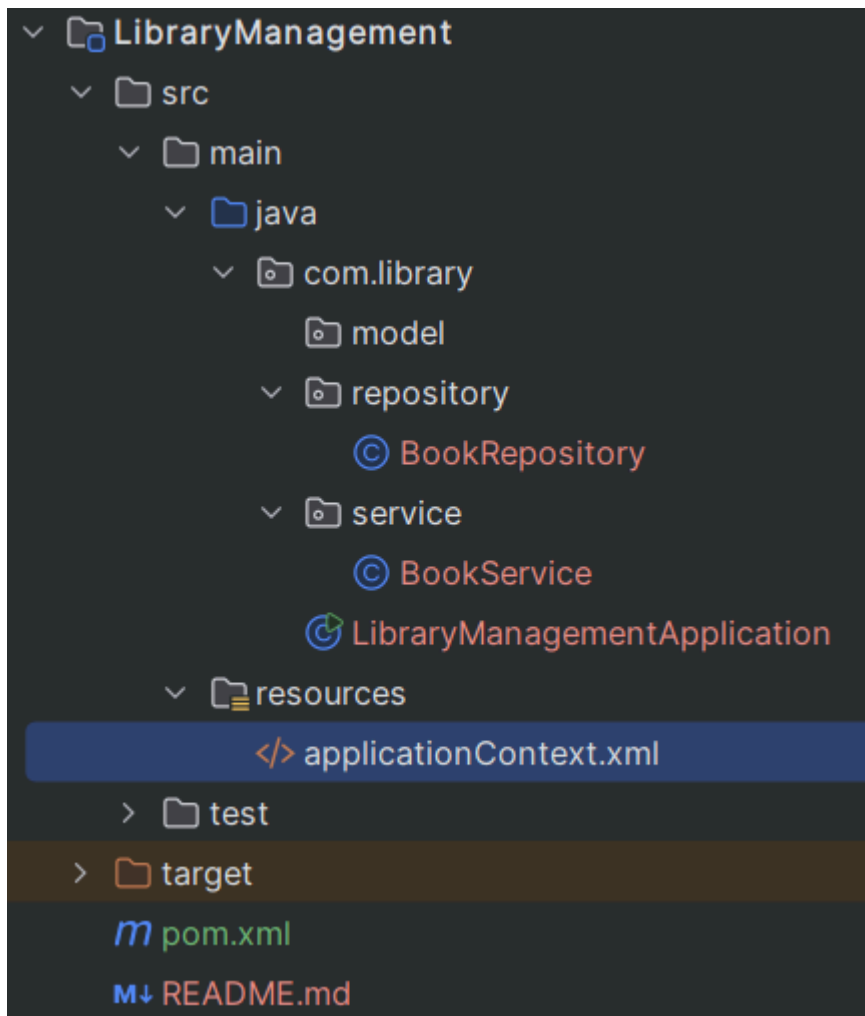 LibraryManagement
src
main
java
com.library
model
repository
BookRepository
service
BookService
LibraryManagementApplication
resources
applicationContext.xml
test
target
pom.xml
README.md